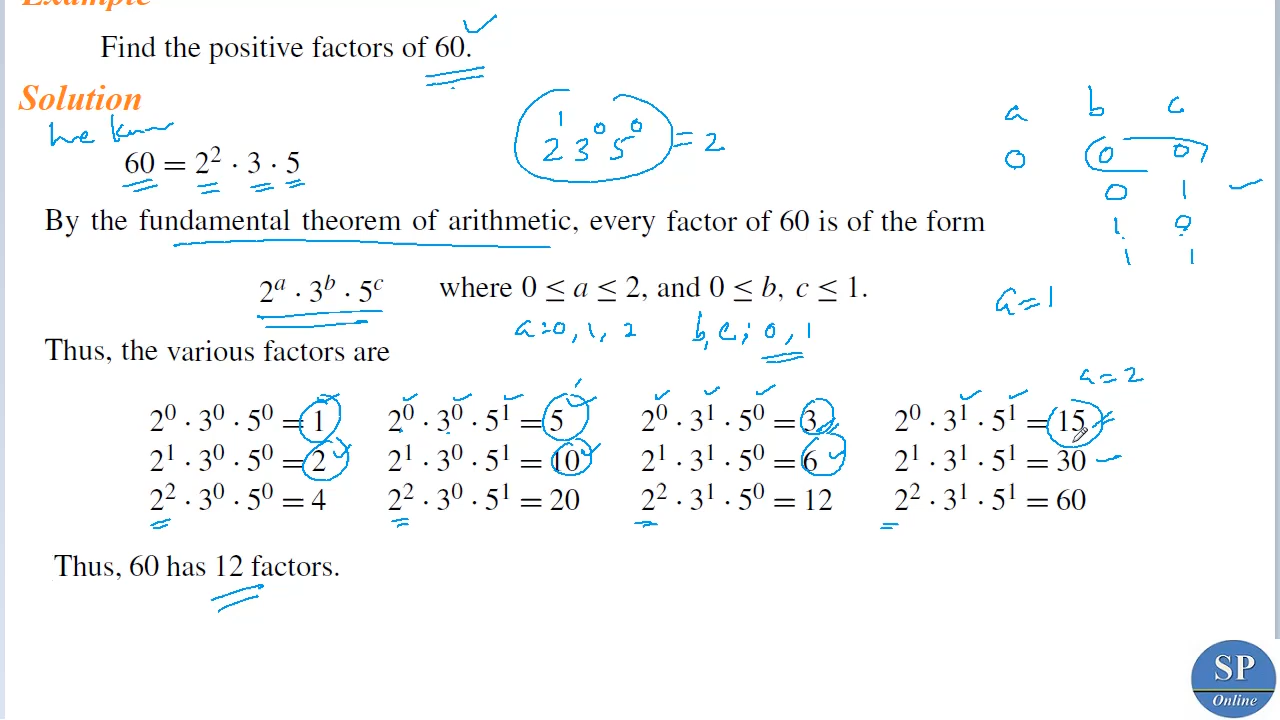 Example
Find the positive factors of 60.
Solution
we know
60 = 2² · 3 · 5
2¹ 3⁰ 5⁰ = 2
a b c
0 0 0
0 1
1 0
1 1
By the fundamental theorem of arithmetic, every factor of 60 is of the form
2ᵃ · 3ᵇ · 5ᶜ where 0 ≤ a ≤ 2, and 0 ≤ b, c ≤ 1.
a=1
a=0, 1, 2 b, c; 0, 1
Thus, the various factors are
a=2
2⁰ · 3⁰ · 5⁰ = 1 2⁰ · 3⁰ · 5¹ = 5 2⁰ · 3¹ · 5⁰ = 3 2⁰ · 3¹ · 5¹ = 15
2¹ · 3⁰ · 5⁰ = 2 2¹ · 3⁰ · 5¹ = 10 2¹ · 3¹ · 5⁰ = 6 2¹ · 3¹ · 5¹ = 30
2² · 3⁰ · 5⁰ = 4 2² · 3⁰ · 5¹ = 20 2² · 3¹ · 5⁰ = 12 2² · 3¹ · 5¹ = 60
Thus, 60 has 12 factors.
SP
Online